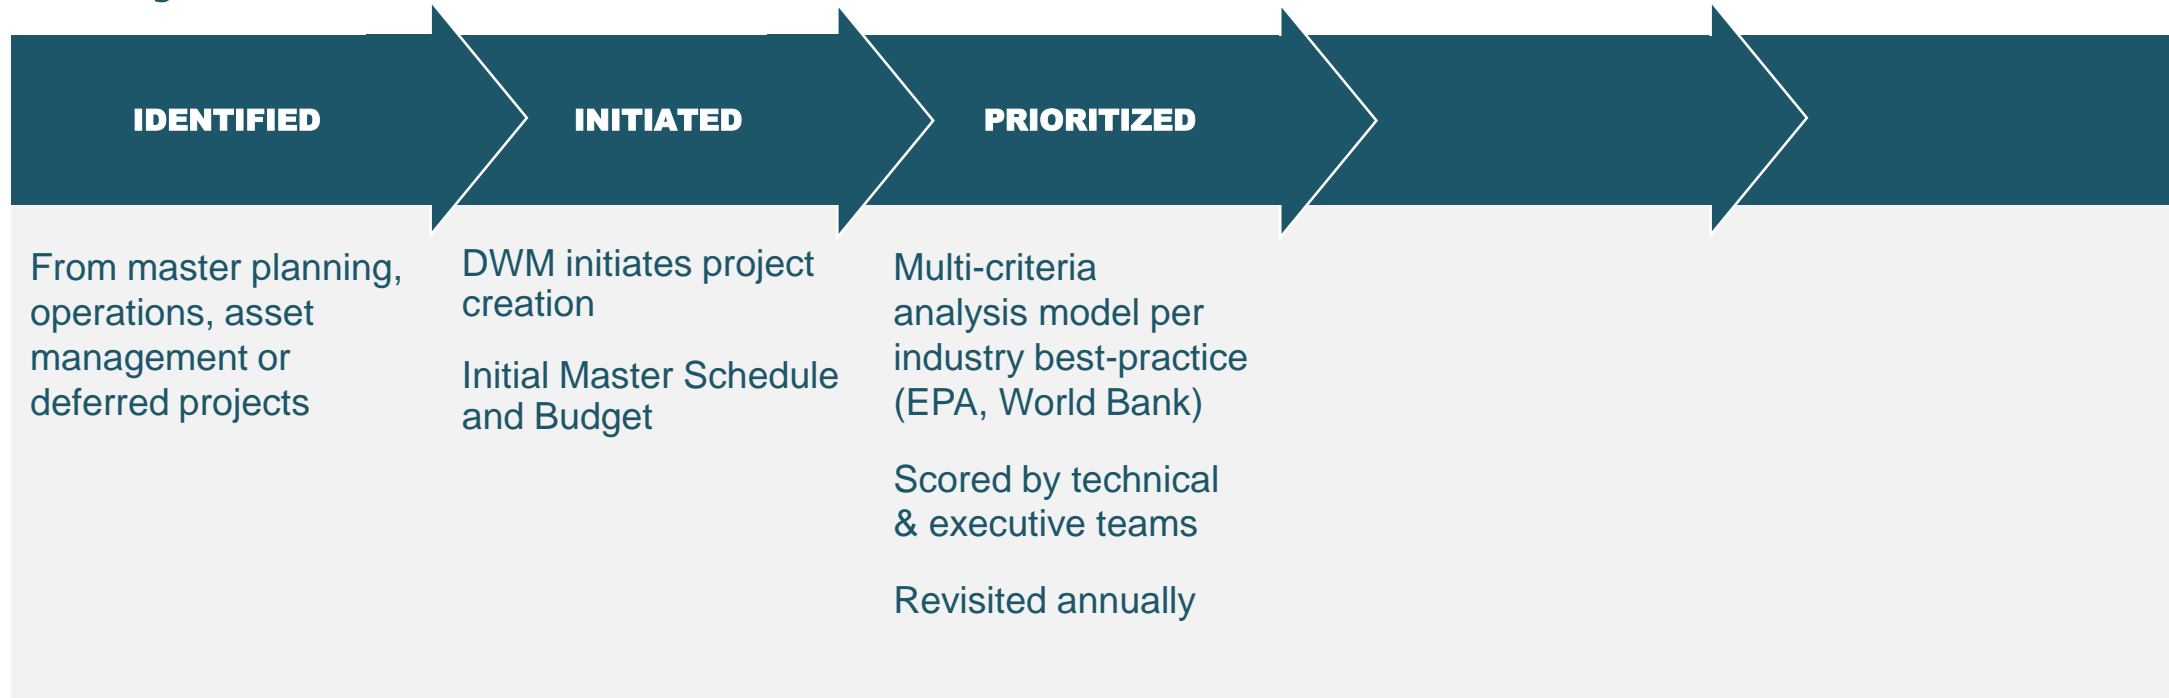 IDENTIFIED
INITIATED
PRIORITIZED
From master planning,
operations, asset
management or
deferred projects
DWM initiates project
creation
Initial Master Schedule
and Budget
Multi-criteria
analysis model per
industry best-practice
(EPA, World Bank)
Scored by technical
& executive teams
Revisited annually